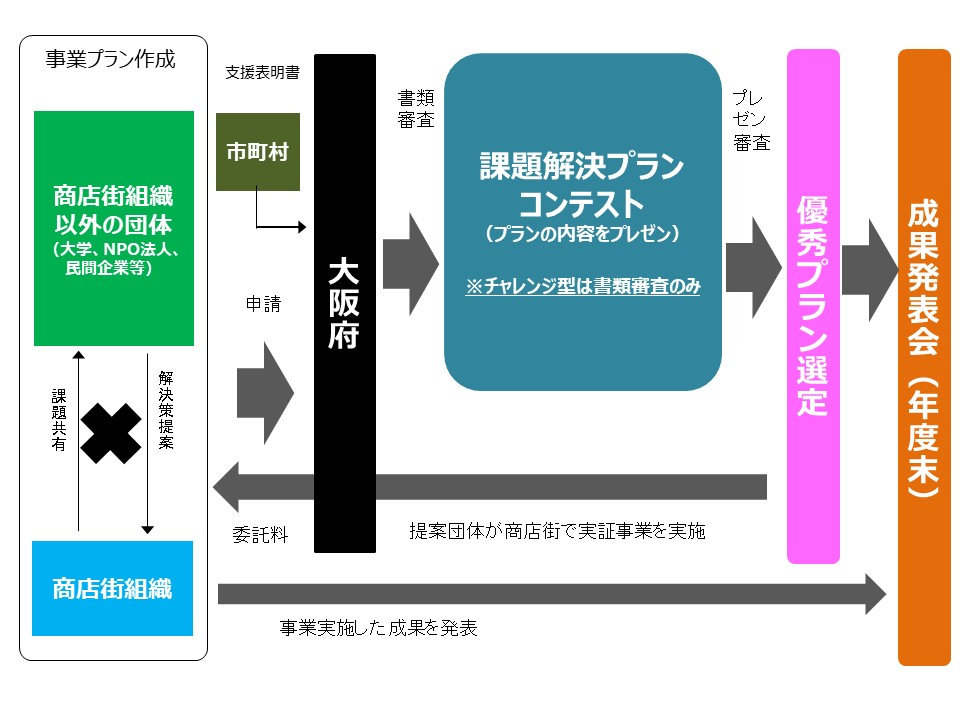 事業プラン作成
商店街組織
以外の団体
（大学、NPO法人、
民間企業等）
課題共有
解決策提案
商店街組織
支援表明書
市町村
申請
大阪府
書類
審査
課題解決プラン
コンテスト
（プランの内容をプレゼン）
※チャレンジ型は書類審査のみ
プレ
ゼン
審査
優秀プラン選定
成果発表会（年度末）
委託料
提案団体が商店街で実証事業を実施
事業実施した成果を発表